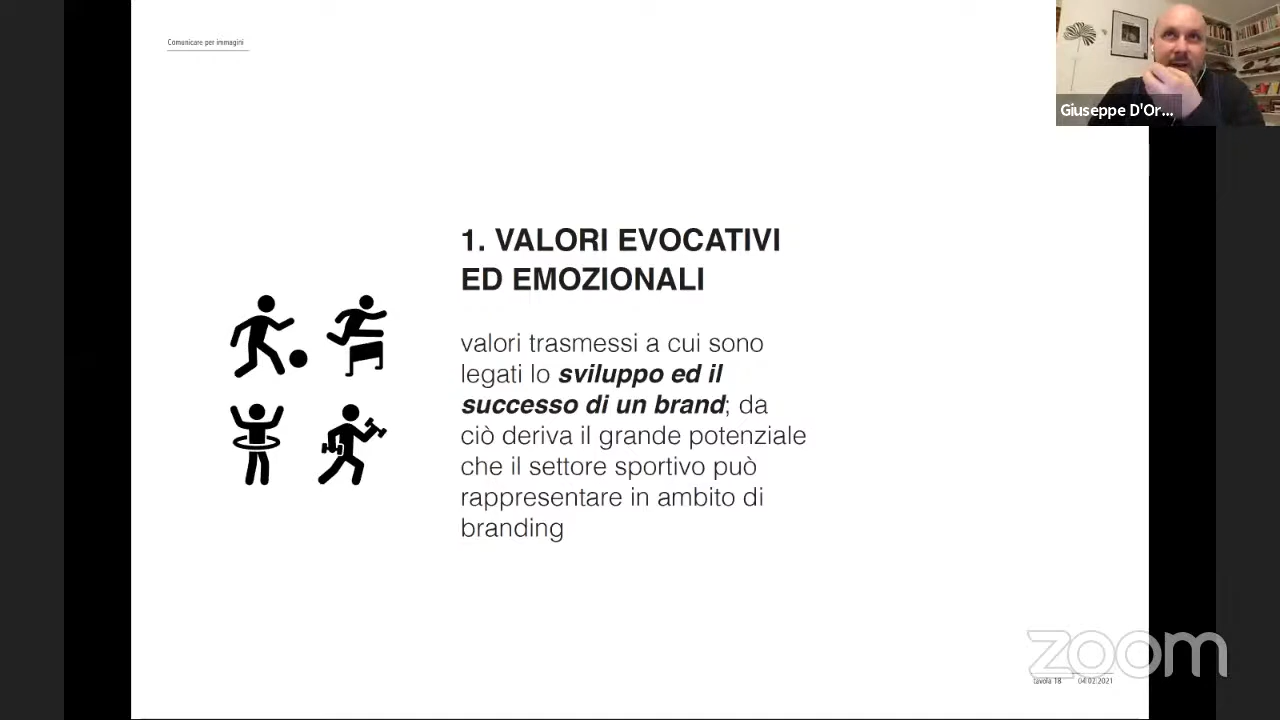 Comunicare per immagini
Giuseppe D'Or...
1. VALORI EVOCATIVI
ED EMOZIONALI
valori trasmessi a cui sono
legati lo sviluppo ed il
successo di un brand; da
ciò deriva il grande potenziale
che il settore sportivo può
rappresentare in ambito di
branding
zoom
tavola 18 04.02.2021